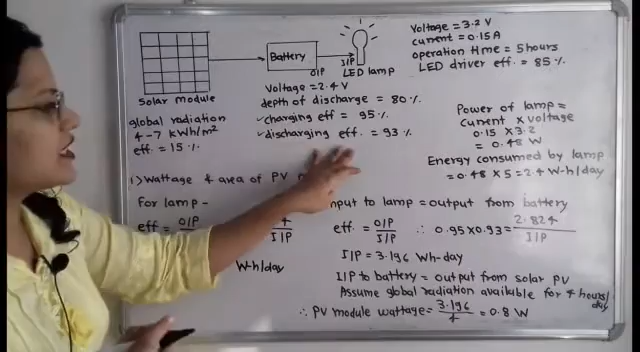 Solar module
Battery
O/P
I/P
LED lamp
Voltage = 3.2 V
current = 0.15A
operation time = 5hours
LED driver eff. = 85 %
Voltage = 2.4 V
depth of discharge = 80 %
✓ charging eff = 95 %
✓ discharging eff. = 93 %
global radiation
4-7 kWh/m²
eff. = 15 %
Power of lamp =
current x voltage
0.15 x 3.2
= 0.48 W
Energy consumed by lamp
= 0.48 x 5 = 2.4 W-h/day
1) Wattage & area of PV
For lamp -
eff = O/P
I/P
W-h/day
input to lamp = output from battery
eff. = O/P / I/P ∴ 0.95 x 0.93 = 2.824 / I/P
I/P = 3.196 Wh-day
I/P to battery = output from solar PV
Assume global radiation available for 4 hours/day
∴ PV module wattage = 3.196 / 4 = 0.8 W